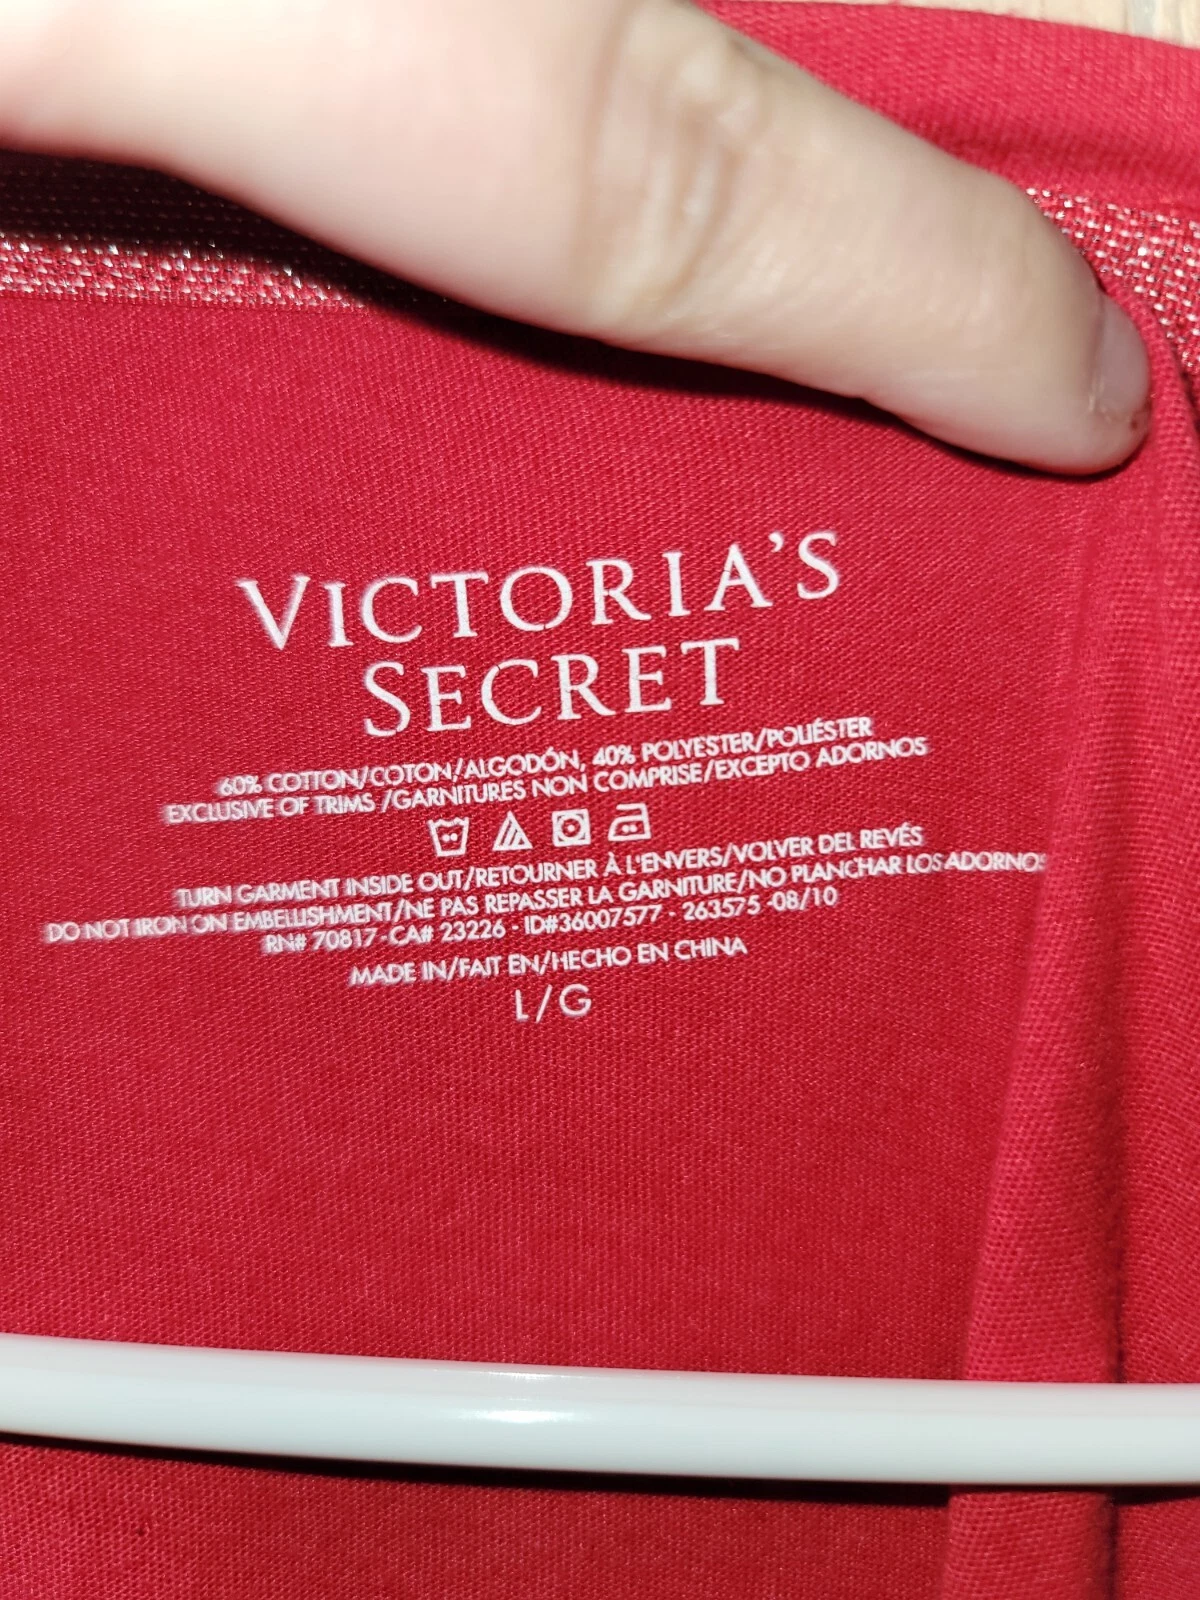 VICTORIA'S
SECRET
60% COTTON/COTON/ALGODÓN, 40% POLYESTER/POLIÉSTER
EXCLUSIVE OF TRIMS /GARNITURES NON COMPRISE/EXCEPTO ADORNOS
TURN GARMENT INSIDE OUT/RETOURNER À L'ENVERS/VOLVER DEL REVÉS
DO NOT IRON ON EMBELLISHMENT/NE PAS REPASSER LA GARNITURE/NO PLANCHAR LOS ADORNOS
RN# 70817-CA# 23226 - ID#36007577 - 263575 -08/10
MADE IN/FAIT EN/HECHO EN CHINA
L/G